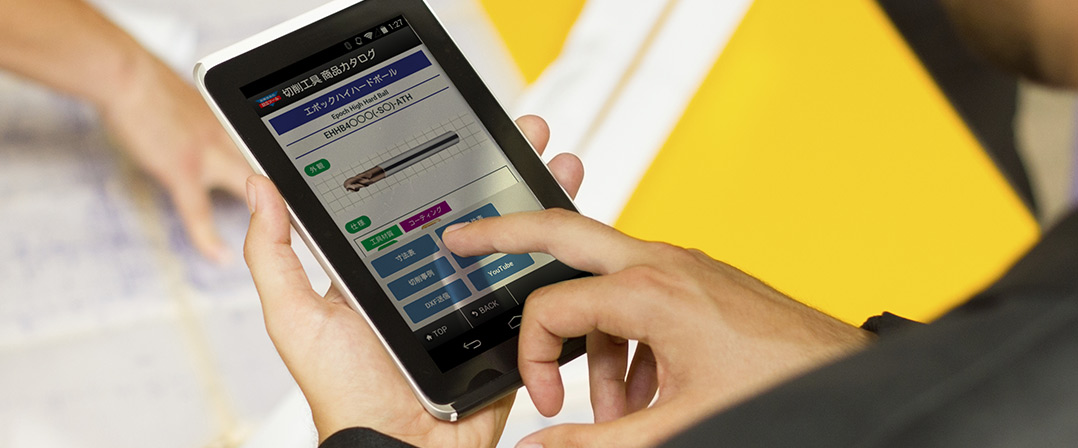 1:27
切削工具 商品カタログ
エポックハイハードボール
Epoch High Hard Ball
EHHB4○○○(-S○)-ATH
外観
仕様
工具材質
コーティング
寸法表
切削事例
YouTube
DXF送信
TOP
BACK